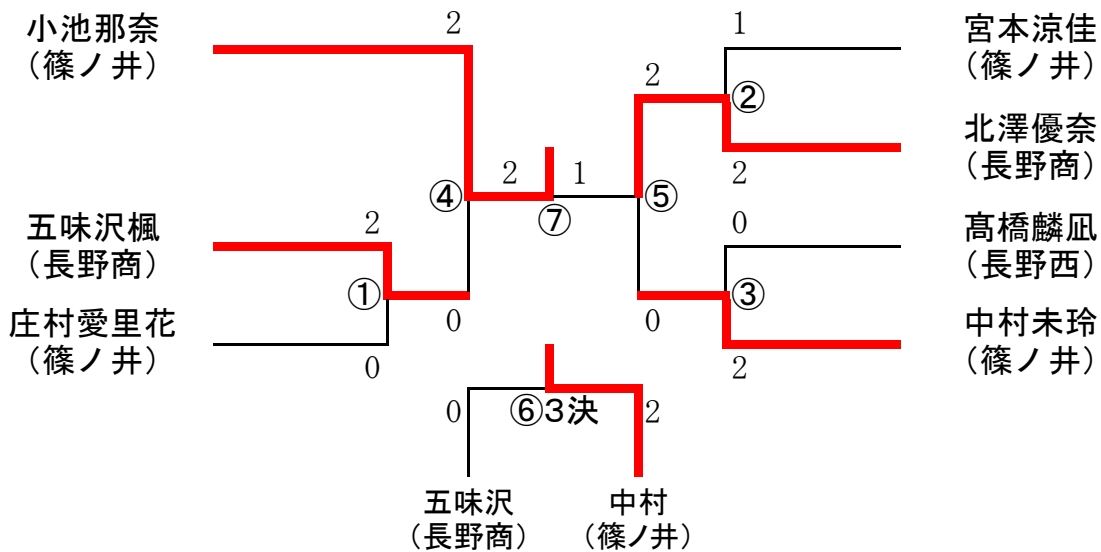 小池那奈
（篠ノ井）
2
1
宮本涼佳
（篠ノ井）
2
②
北澤優奈
（長野商）
2
④
2
1
⑤
⑦
五味沢楓
（長野商）
2
0
髙橋麟凪
（長野西）
①
③
庄村愛里花
（篠ノ井）
0
0
0
中村未玲
（篠ノ井）
2
0
⑥3決
2
五味沢
（長野商）
中村
（篠ノ井）